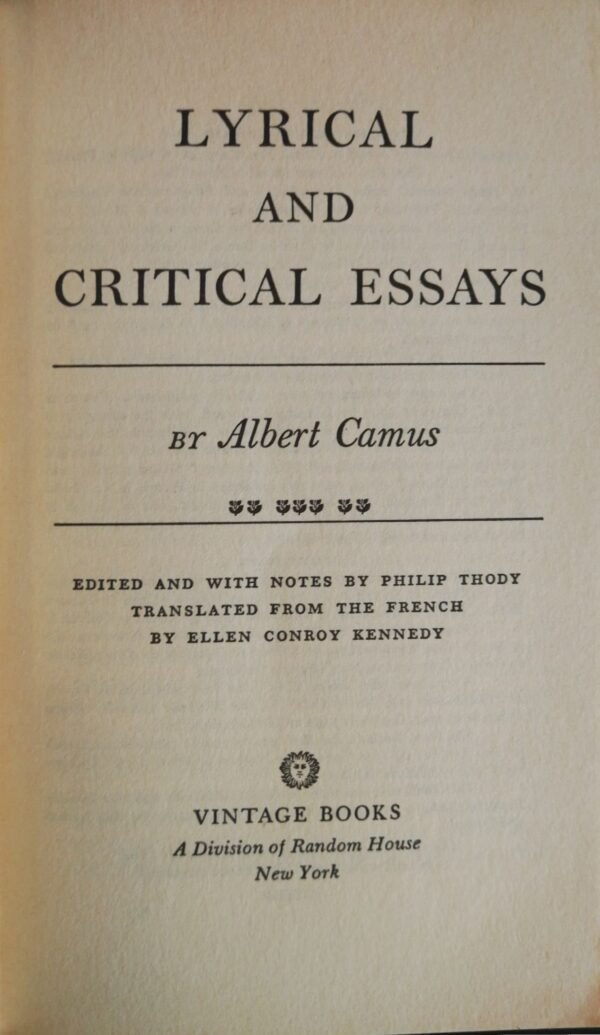 LYRICAL
AND
CRITICAL ESSAYS
BY Albert Camus
EDITED AND WITH NOTES BY PHILIP THODY
TRANSLATED FROM THE FRENCH
BY ELLEN CONROY KENNEDY
VINTAGE BOOKS
A Division of Random House
New York